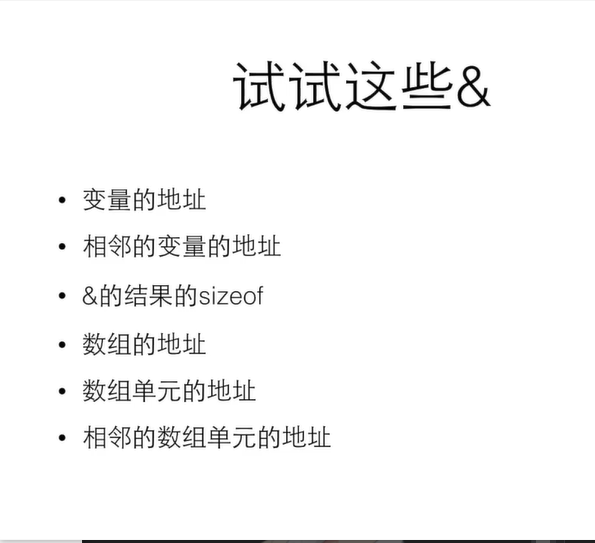 试试这些&
• 变量的地址
• 相邻的变量的地址
• &的结果的sizeof
• 数组的地址
• 数组单元的地址
• 相邻的数组单元的地址